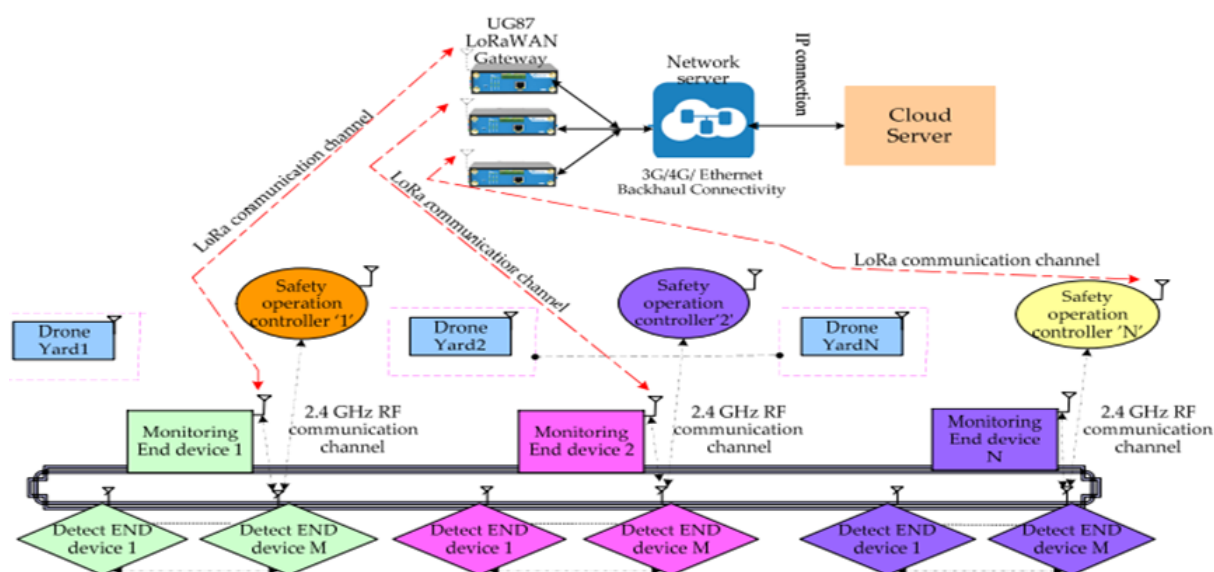 UG87
LoRaWAN
Gateway
Network
server
IP connection
Cloud
Server
3G/4G/ Ethernet
Backhaul Connectivity
LoRa communication channel
LoRa communication channel
LoRa communication channel
Safety
operation
controller '1'
Safety
operation
controller'2'
Safety
operation
controller 'N'
Drone
Yard1
Drone
Yard2
Drone
YardN
Monitoring
End device 1
2.4 GHz RF
communication
channel
Monitoring
End device 2
2.4 GHz RF
communication
channel
Monitoring
End device
N
2.4 GHz RF
communication
channel
Detect END
device 1
Detect END
device M
Detect END
device 1
Detect END
device M
Detect END
device 1
Detect END
device M